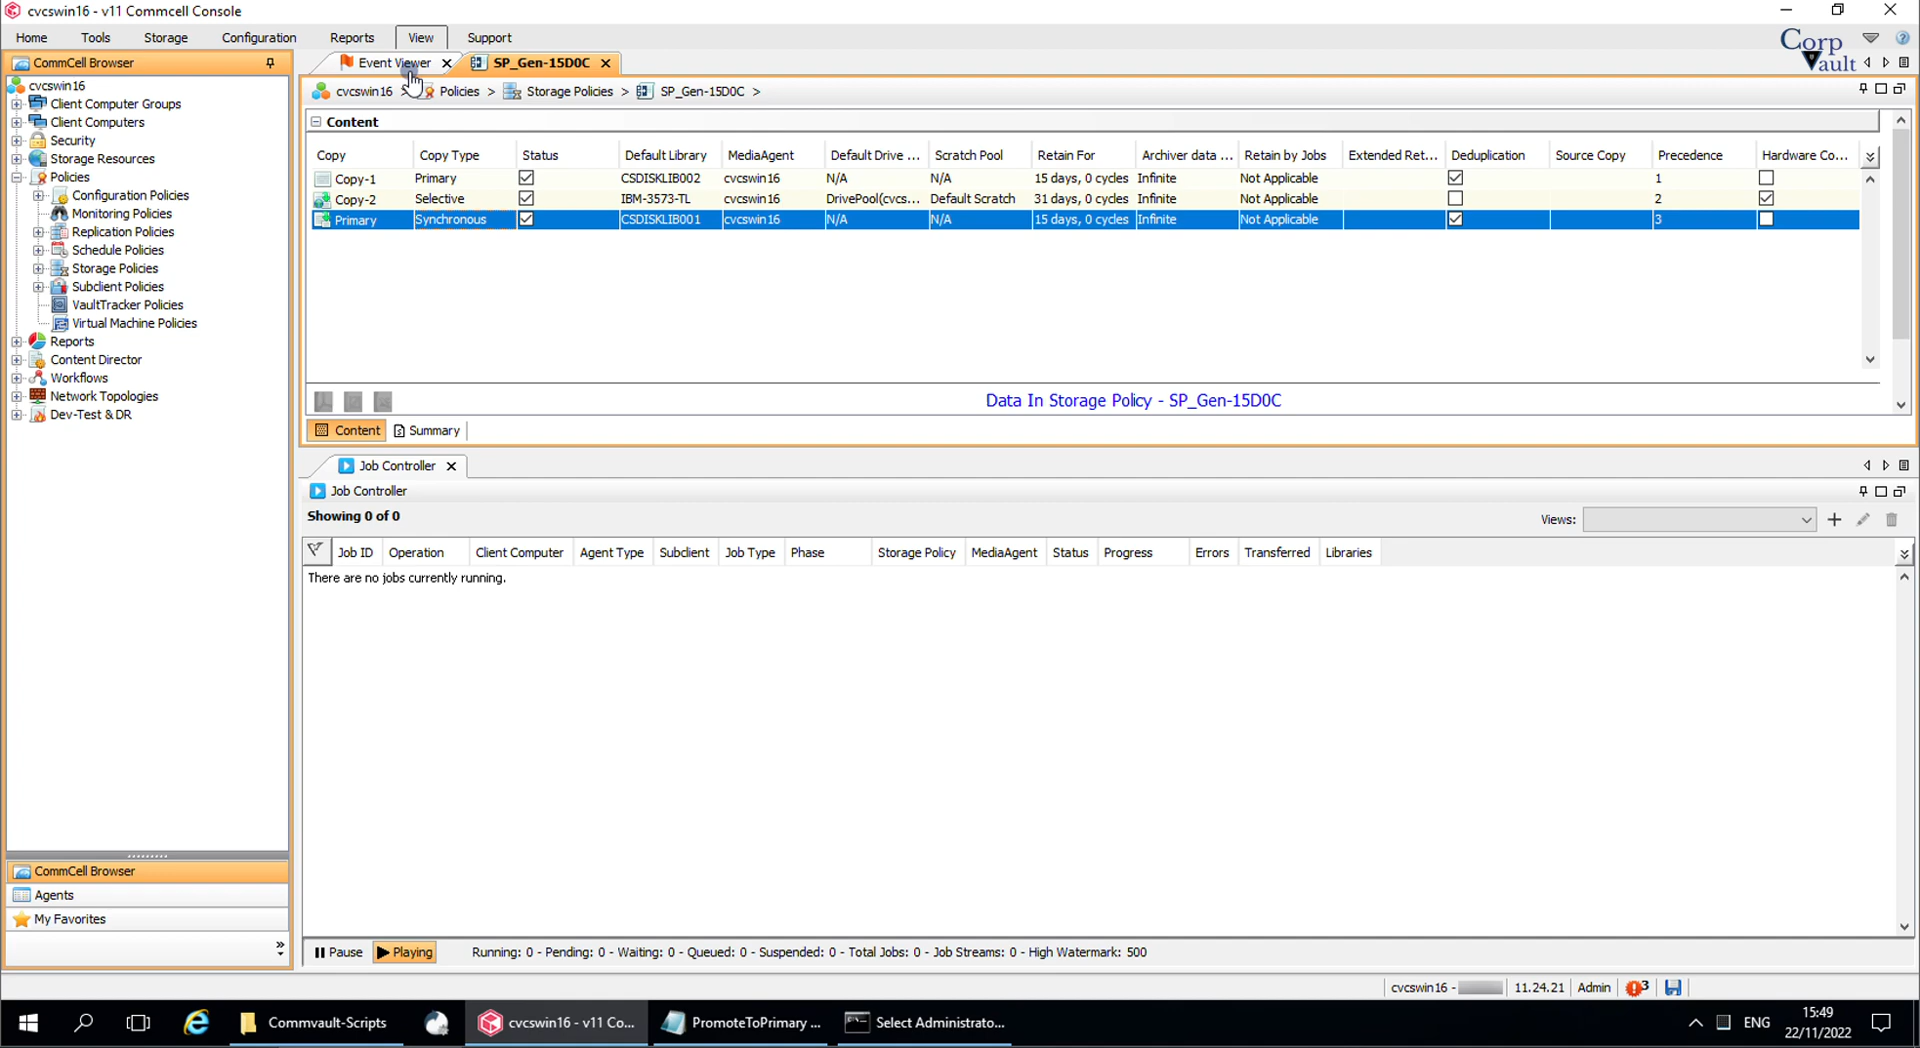 cvcswin16 - v11 Commcell Console
Home Tools Storage Configuration Reports View Support
Corp Vault
CommCell Browser
Event Viewer
SP_Gen-15D0C
cvcswin16
Client Computer Groups
Client Computers
Security
Storage Resources
Policies
Configuration Policies
Monitoring Policies
Replication Policies
Schedule Policies
Storage Policies
Subclient Policies
VaultTracker Policies
Virtual Machine Policies
Reports
Content Director
Workflows
Network Topologies
Dev-Test & DR
CommCell Browser
Agents
My Favorites
cvcswin16 > Policies > Storage Policies > SP_Gen-15D0C >
Content
Copy Copy Type Status Default Library MediaAgent Default Drive ... Scratch Pool Retain For Archiver data ... Retain by Jobs Extended Ret... Deduplication Source Copy Precedence Hardware Co...
Copy-1 Primary CSDISKLIB002 cvcswin16 N/A N/A 15 days, 0 cycles Infinite Not Applicable 1
Copy-2 Selective IBM-3573-TL cvcswin16 DrivePool(cvcs... Default Scratch 31 days, 0 cycles Infinite Not Applicable 2
Primary Synchronous CSDISKLIB001 cvcswin16 N/A N/A 15 days, 0 cycles Infinite Not Applicable 3
Data In Storage Policy - SP_Gen-15D0C
Content Summary
Job Controller
Job Controller
Showing 0 of 0
Views:
Job ID Operation Client Computer Agent Type Subclient Job Type Phase Storage Policy MediaAgent Status Progress Errors Transferred Libraries
There are no jobs currently running.
Pause Playing Running: 0 - Pending: 0 - Waiting: 0 - Queued: 0 - Suspended: 0 - Total Jobs: 0 - Job Streams: 0 - High Watermark: 500
cvcswin16 - 11.24.21 Admin 3
Commvault-Scripts
cvcswin16 - v11 Co...
PromoteToPrimary ...
Select Administrato...
ENG
15:49
22/11/2022